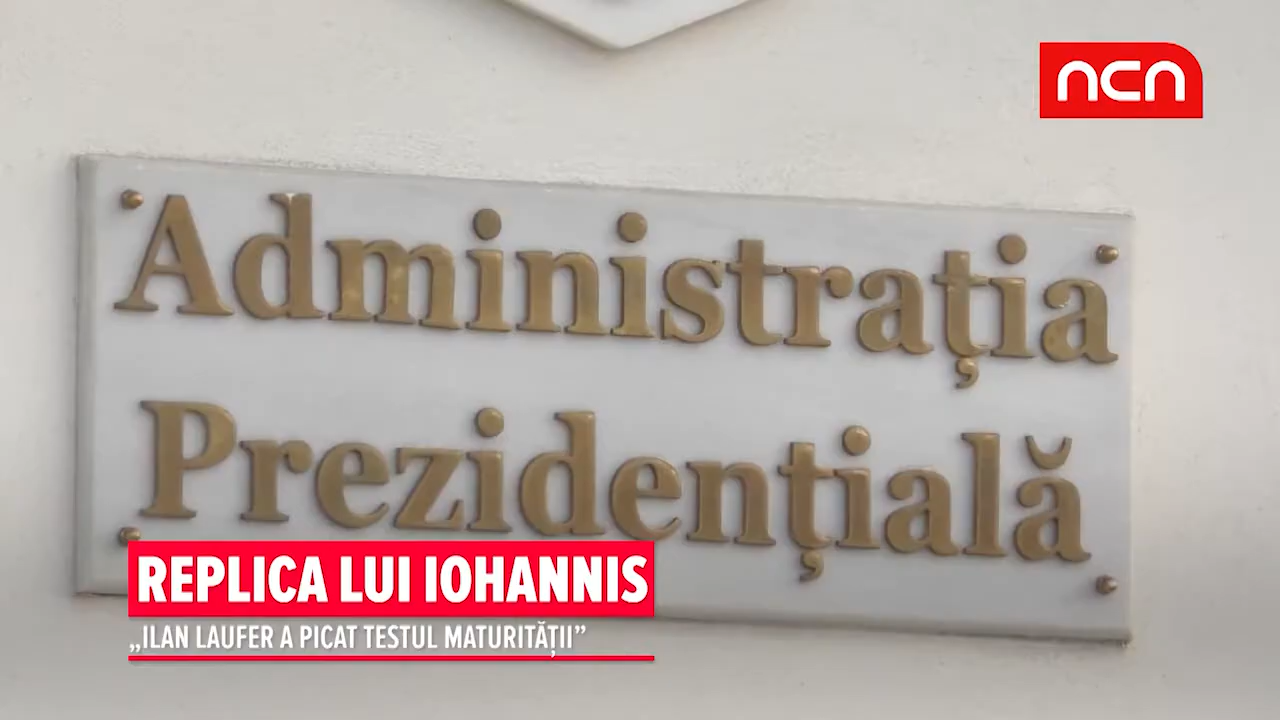 ncn
Administrația
Prezidențială
REPLICA LUI IOHANNIS
„ILAN LAUFER A PICAT TESTUL MATURITĂȚII”